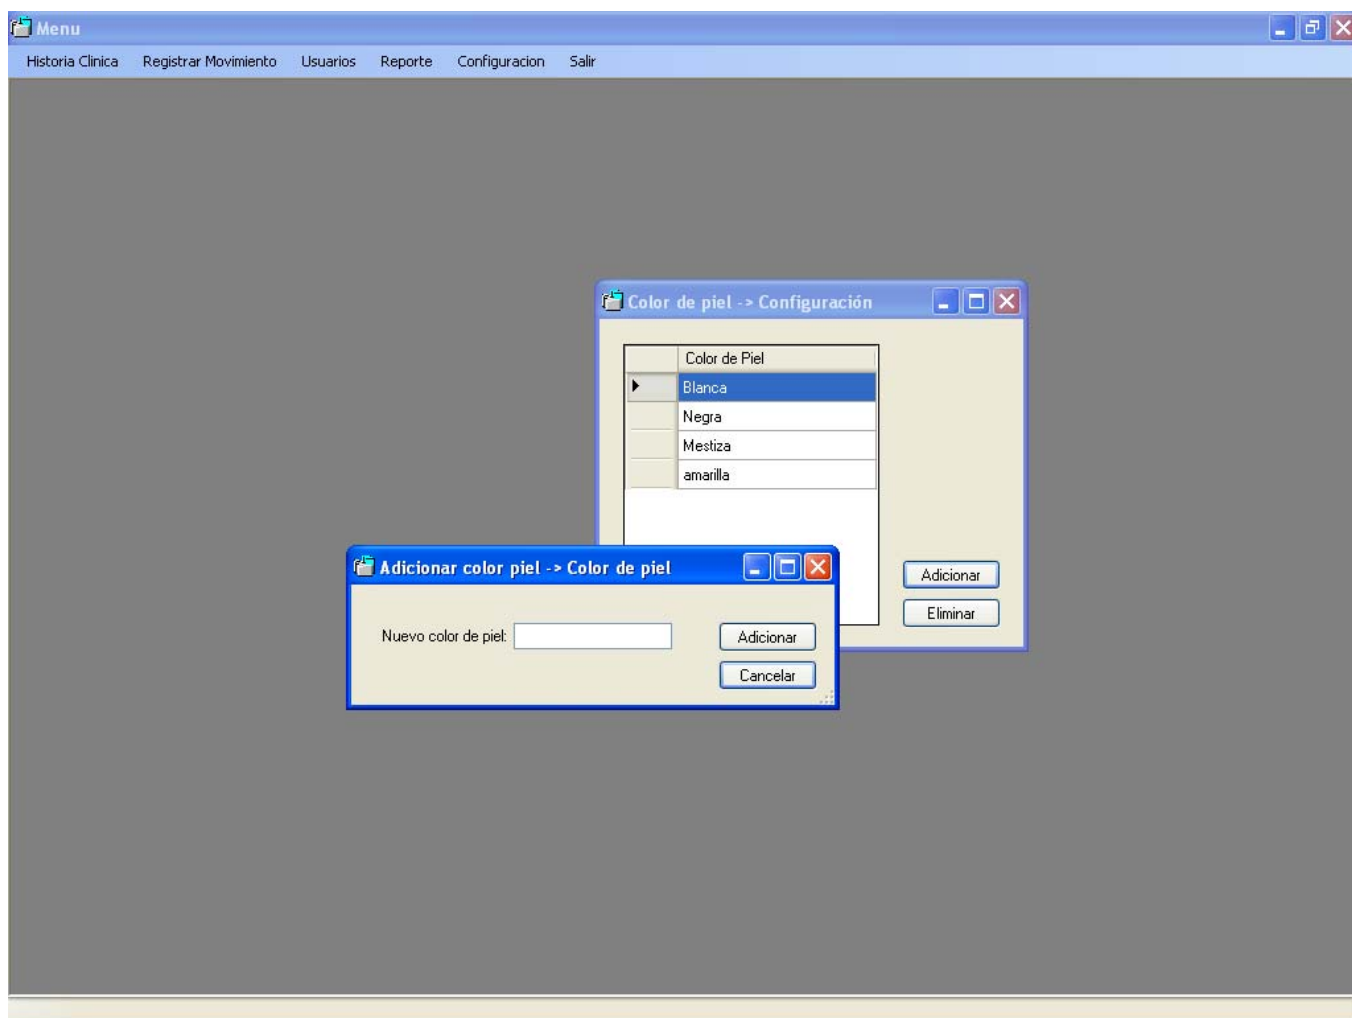 Menu
Historia Clinica Registrar Movimiento Usuarios Reporte Configuracion Salir
Color de piel -> Configuración
Color de Piel
Blanca
Negra
Mestiza
amarilla
Adicionar
Eliminar
Adicionar color piel -> Color de piel
Nuevo color de piel:
Adicionar
Cancelar